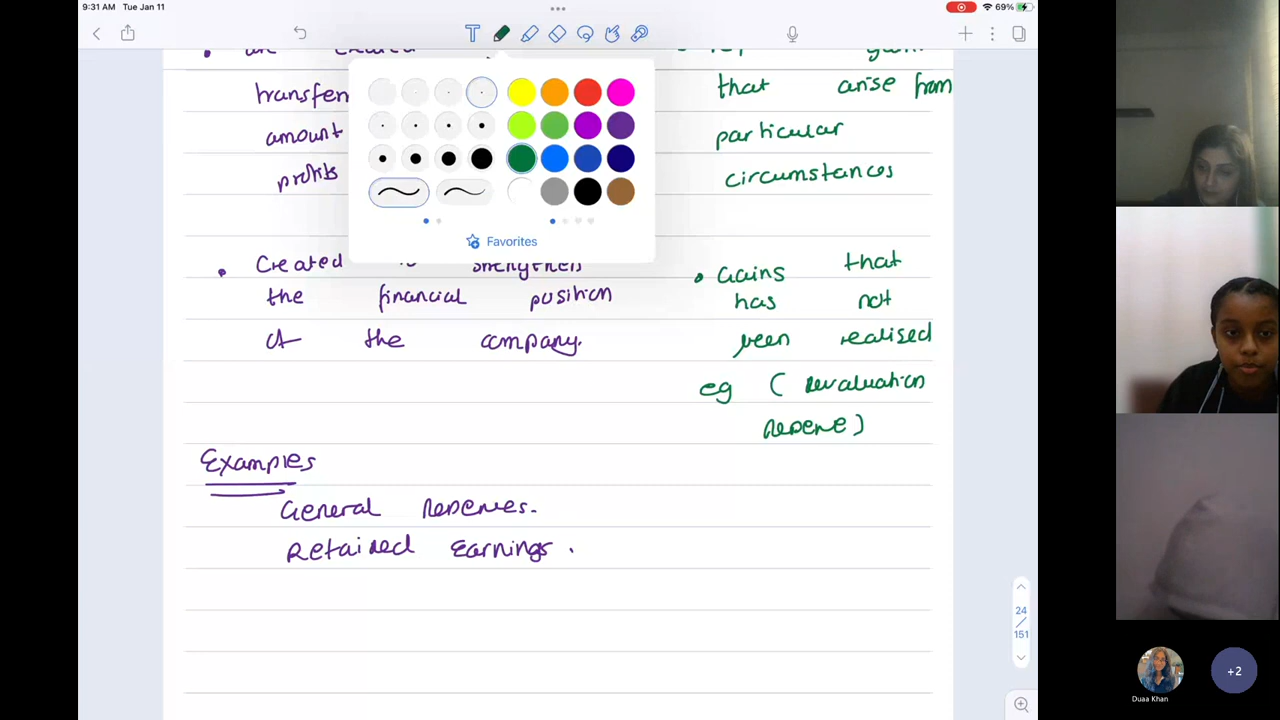 9:31 AM Tue Jan 11
69%
T
that arise from
amount
particular
profits
circumstances
Favorites
Created strengthen
the financial position
of the company.
Gains that
has not
been realised
eg ( revaluation
reserve )
Examples
General reserves.
Retained Earnings.
24
/
151
Duaa Khan
+2